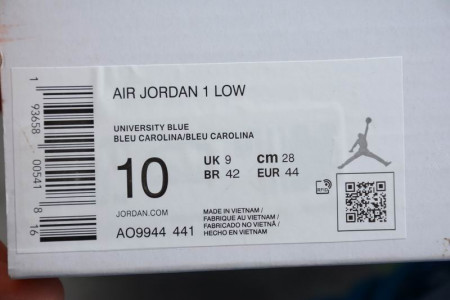 AIR JORDAN 1 LOW
UNIVERSITY BLUE
BLEU CAROLINA/BLEU CAROLINA
10
UK 9
cm 28
BR 42
EUR 44
JORDAN.COM
AO9944 441
MADE IN VIETNAM /
FABRIQUE AU VIETNAM /
FABRICADO NO VIETNÃ /
HECHO EN VIETNAM
RFID
1
93658
00541
8
16